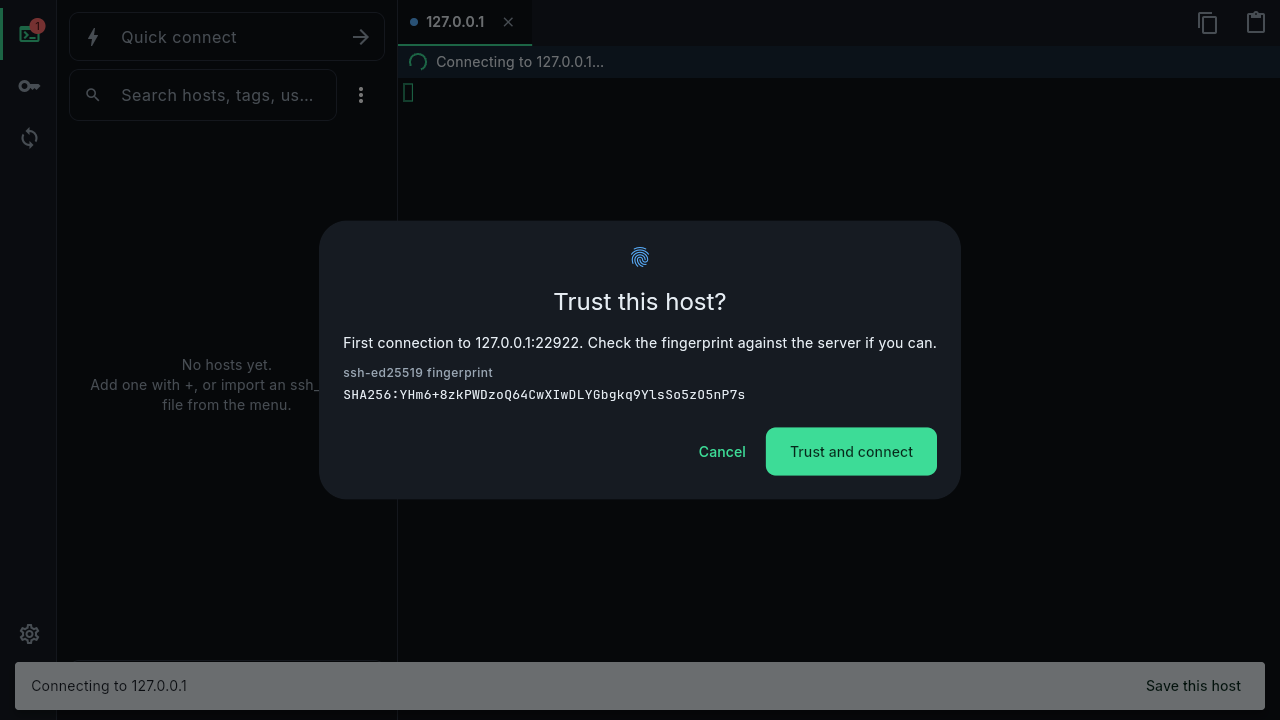 1
Quick connect
127.0.0.1
Connecting to 127.0.0.1...
Search hosts, tags, us...
No hosts yet.
Add one with +, or import an ssh_
file from the menu.
Trust this host?
First connection to 127.0.0.1:22922. Check the fingerprint against the server if you can.
ssh-ed25519 fingerprint
SHA256:YHm6+8zkPWDzoQ64CwXIwDLYGbgkq9YlsSo5zO5nP7s
Cancel
Trust and connect
Connecting to 127.0.0.1
Save this host